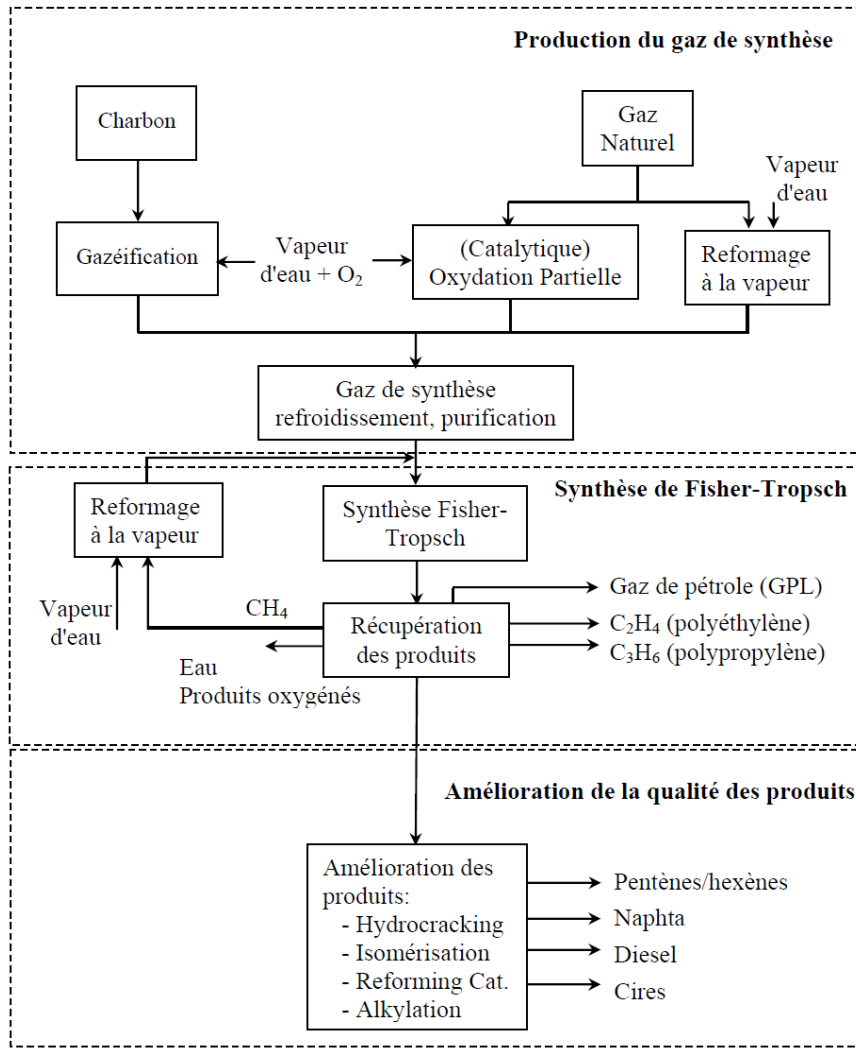 Production du gaz de synthèse
Charbon
Gaz
Naturel
Vapeur
d'eau
Gazéification
Vapeur
d'eau + O₂
(Catalytique)
Oxydation Partielle
Reformage
à la vapeur
Gaz de synthèse
refroidissement, purification
Synthèse de Fisher-Tropsch
Reformage
à la vapeur
Synthèse Fisher-
Tropsch
Vapeur
d'eau
CH₄
Récupération
des produits
Gaz de pétrole (GPL)
C₂H₄ (polyéthylène)
C₃H₆ (polypropylène)
Eau
Produits oxygénés
Amélioration de la qualité des produits
Amélioration des
produits:
- Hydrocracking
- Isomérisation
- Reforming Cat.
- Alkylation
Pentènes/hexènes
Naphta
Diesel
Cires